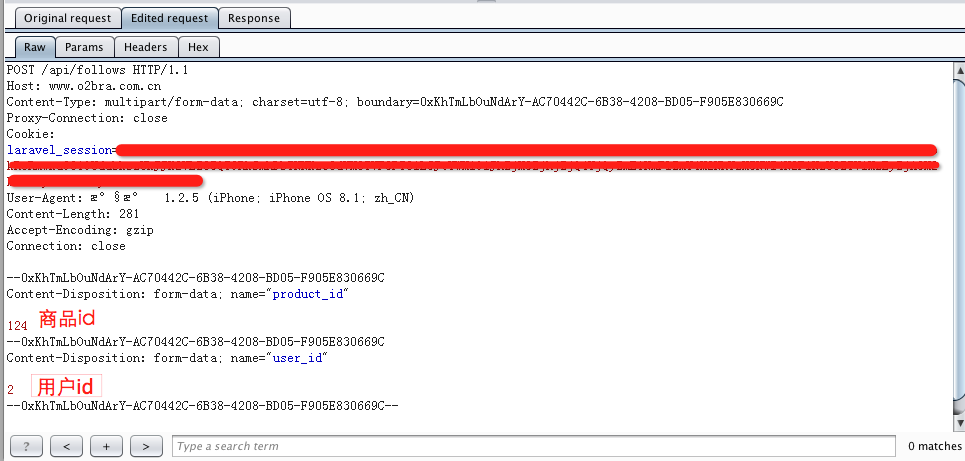 Original request Edited request Response
Raw Params Headers Hex
POST /api/follows HTTP/1.1
Host: www.o2bra.com.cn
Content-Type: multipart/form-data; charset=utf-8; boundary=0xKhTmLbOuNdArY-AC70442C-6B38-4208-BD05-F905E830669C
Proxy-Connection: close
Cookie:
laravel_session=
User-Agent: æ°§æ° 1.2.5 (iPhone; iPhone OS 8.1; zh_CN)
Content-Length: 281
Accept-Encoding: gzip
Connection: close
--0xKhTmLbOuNdArY-AC70442C-6B38-4208-BD05-F905E830669C
Content-Disposition: form-data; name="product_id"
124 商品id
--0xKhTmLbOuNdArY-AC70442C-6B38-4208-BD05-F905E830669C
Content-Disposition: form-data; name="user_id"
2 用户id
--0xKhTmLbOuNdArY-AC70442C-6B38-4208-BD05-F905E830669C--
? < + > Type a search term 0 matches